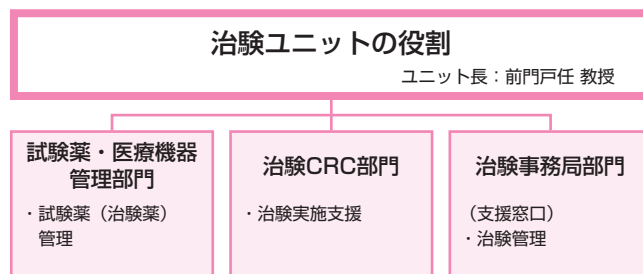 治験ユニットの役割
ユニット長：前門戸任 教授
試験薬・医療機器
管理部門
・試験薬（治験薬）
管理
治験CRC部門
・治験実施支援
治験事務局部門
（支援窓口）
・治験管理